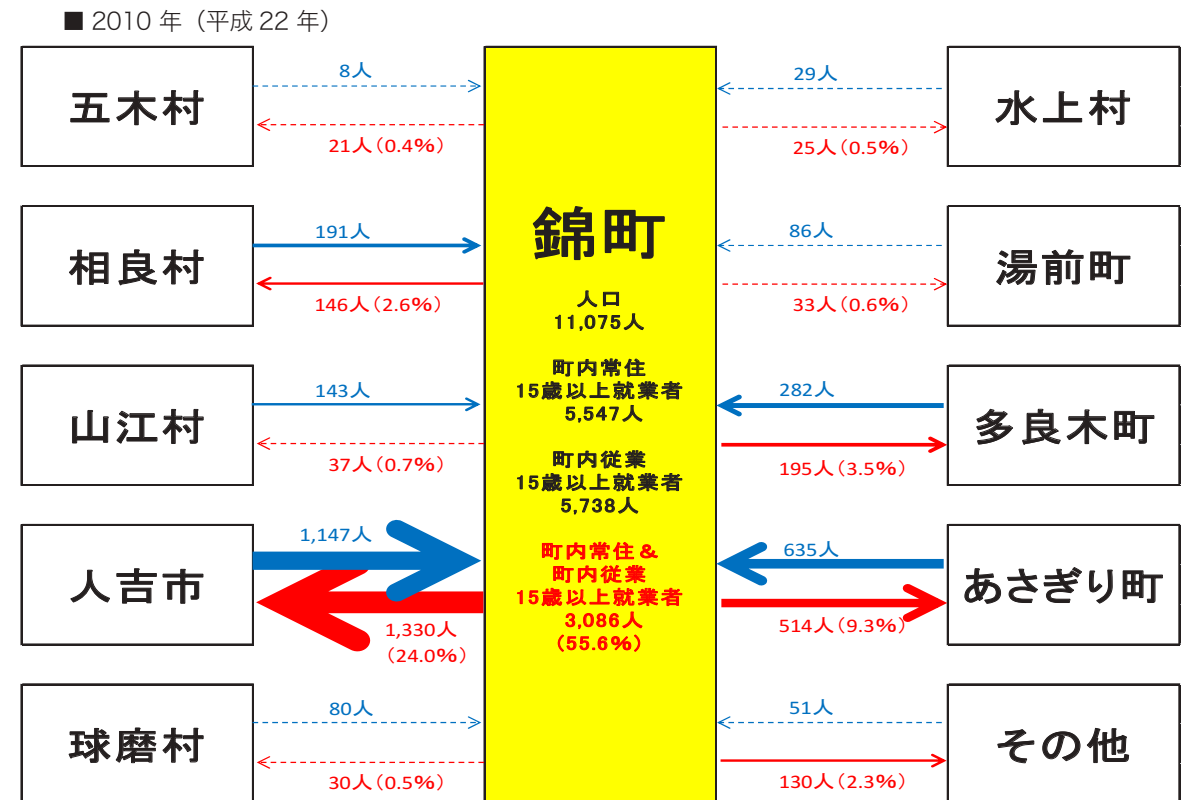 ■ 2010 年（平成 22 年）
五木村
8人
21人（0.4%）
相良村
191人
146人（2.6%）
山江村
143人
37人（0.7%）
人吉市
1,147人
1,330人
（24.0%）
球磨村
80人
30人（0.5%）
錦町
人口
11,075人
町内常住
15歳以上就業者
5,547人
町内従業
15歳以上就業者
5,738人
町内常住＆
町内従業
15歳以上就業者
3,086人
(55.6%)
水上村
29人
25人（0.5%）
湯前町
86人
33人（0.6%）
多良木町
282人
195人（3.5%）
あさぎり町
635人
514人（9.3%）
その他
51人
130人（2.3%）